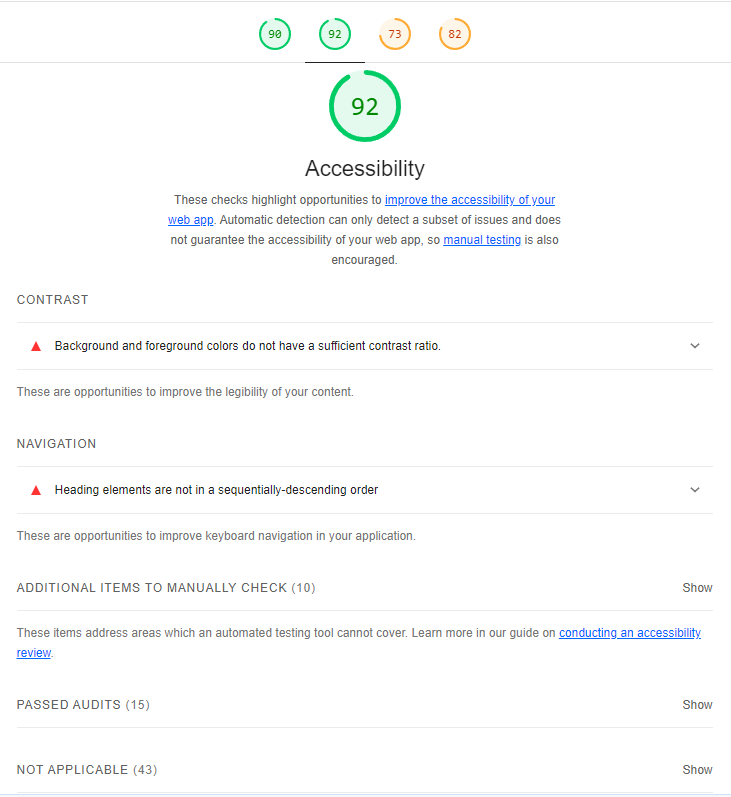 90 92 73 82
92
Accessibility
These checks highlight opportunities to improve the accessibility of your
web app. Automatic detection can only detect a subset of issues and does
not guarantee the accessibility of your web app, so manual testing is also
encouraged.
CONTRAST
Background and foreground colors do not have a sufficient contrast ratio.
These are opportunities to improve the legibility of your content.
NAVIGATION
Heading elements are not in a sequentially-descending order
These are opportunities to improve keyboard navigation in your application.
ADDITIONAL ITEMS TO MANUALLY CHECK (10) Show
These items address areas which an automated testing tool cannot cover. Learn more in our guide on conducting an accessibility
review.
PASSED AUDITS (15) Show
NOT APPLICABLE (43) Show